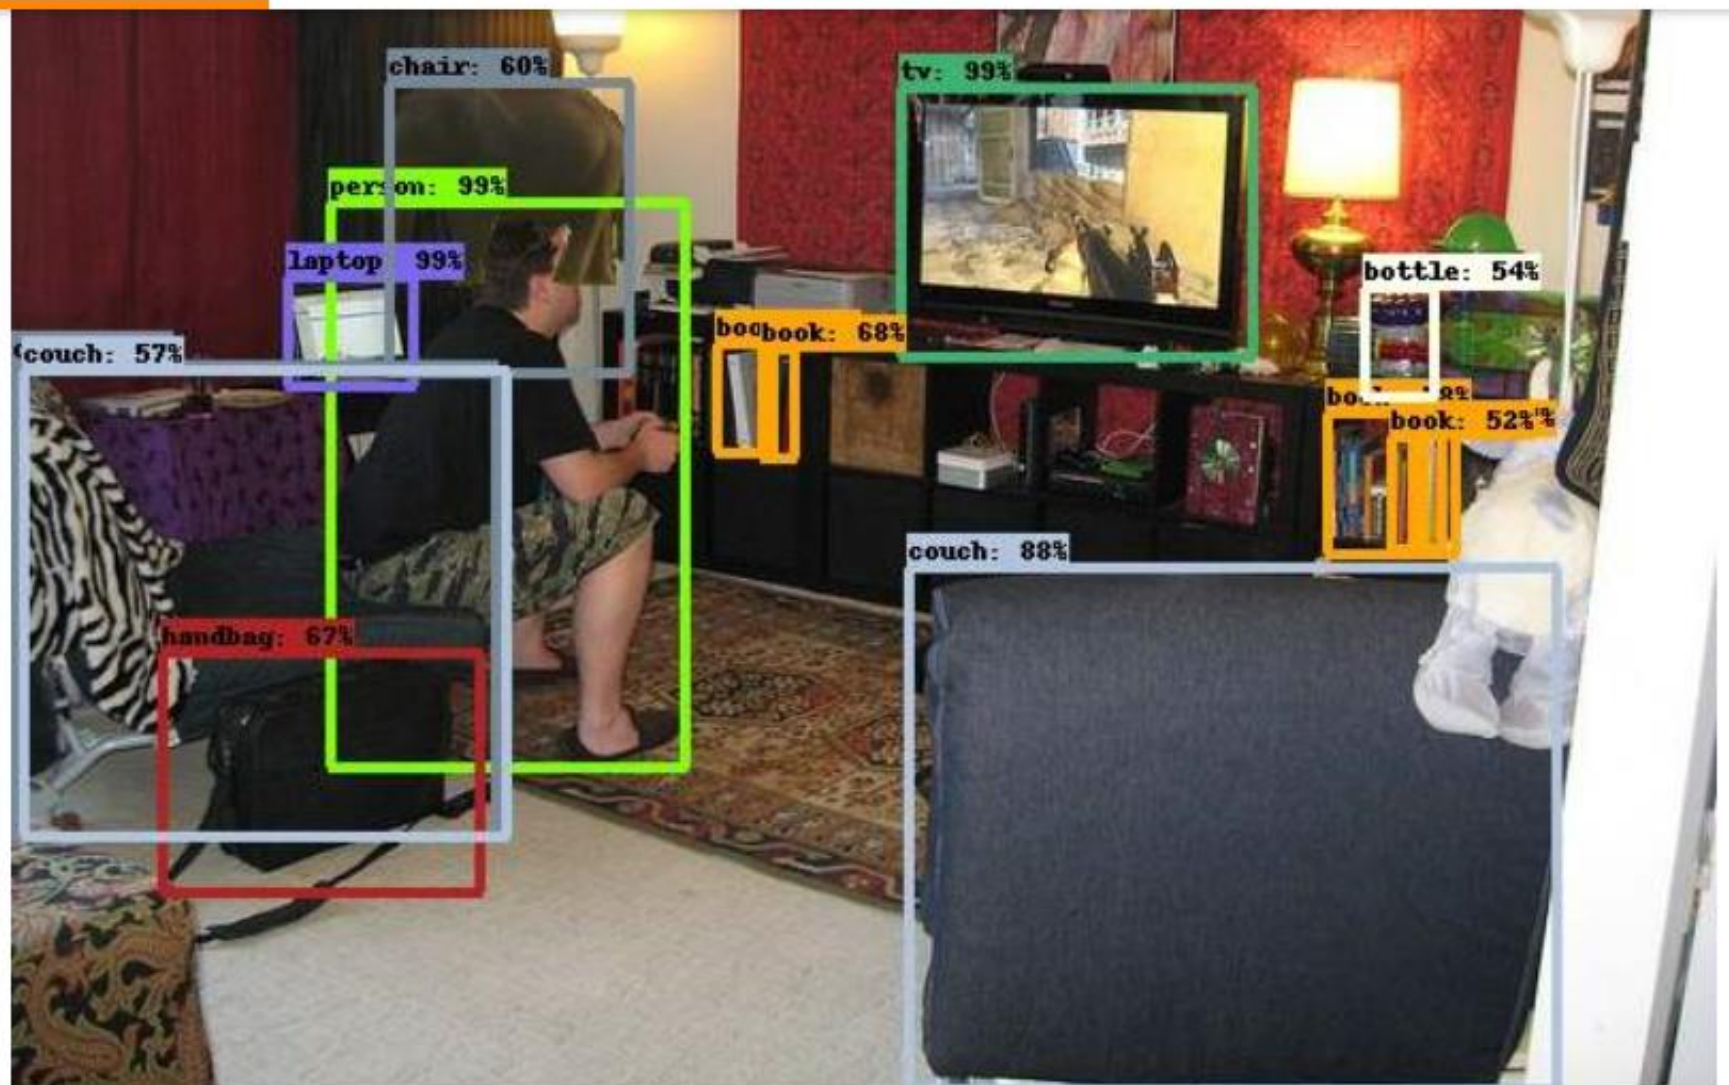 chair: 60%
tv: 99%
person: 99%
laptop 99%
bottle: 54%
book: 68%
couch: 57%
8%
book: 52%
couch: 88%
handbag: 67%